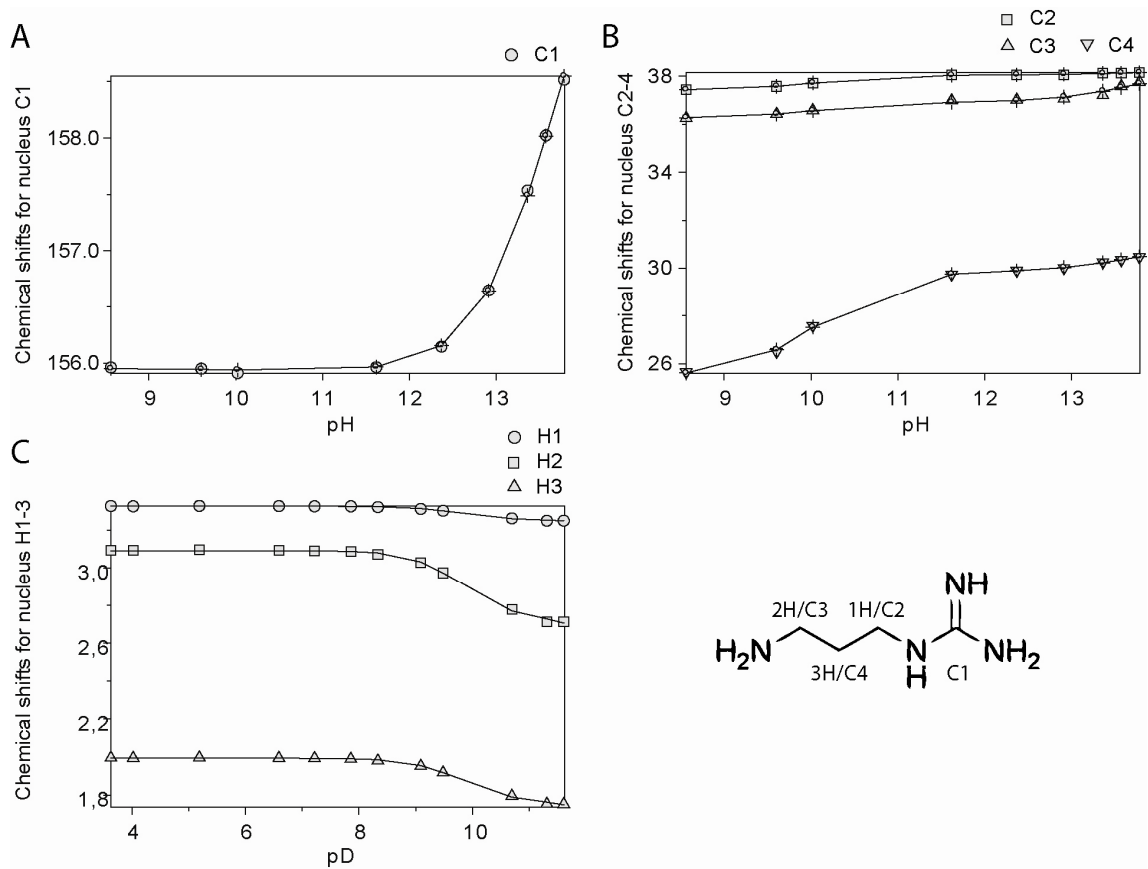 A
C1
Chemical shifts for nucleus C1
158.0
157.0
156.0
9 10 11 12 13
pH
B
C2
C3 C4
Chemical shifts for nucleus C2-4
38
34
30
26
9 10 11 12 13
pH
C
H1
H2
H3
Chemical shifts for nucleus H1-3
3,0
2,6
2,2
1,8
4 6 8 10
pD
NH
2H/C3 1H/C2
H2N N NH2
3H/C4 H C1